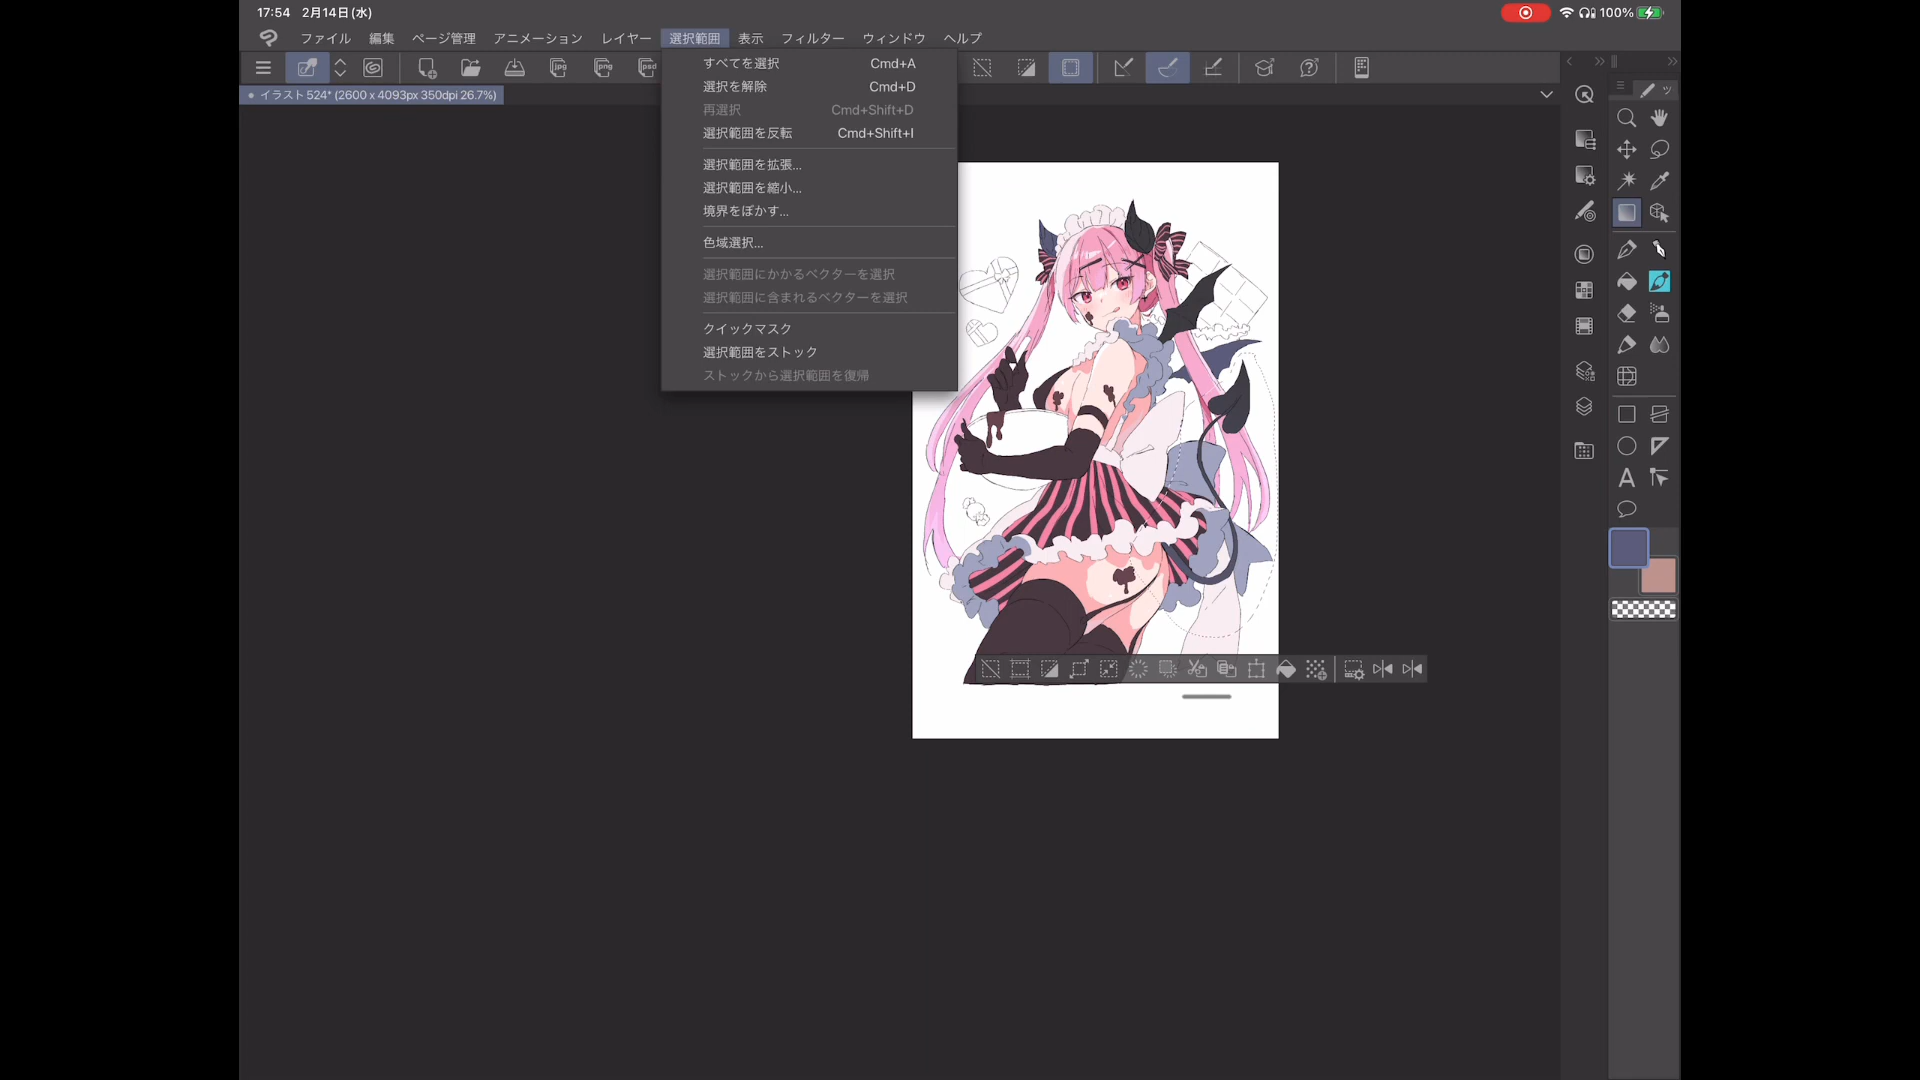 17:54 2月14日(水)
100%
ファイル 編集 ページ管理 アニメーション レイヤー 選択範囲 表示 フィルター ウィンドウ ヘルプ
jpg png psd
イラスト524* (2600 x 4093px 350dpi 26.7%)
すべてを選択 Cmd+A
選択を解除 Cmd+D
再選択 Cmd+Shift+D
選択範囲を反転 Cmd+Shift+I
選択範囲を拡張...
選択範囲を縮小...
境界をぼかす...
色域選択...
選択範囲にかかるベクターを選択
選択範囲に含まれるベクターを選択
クイックマスク
選択範囲をストック
ストックから選択範囲を復帰
ツ
A